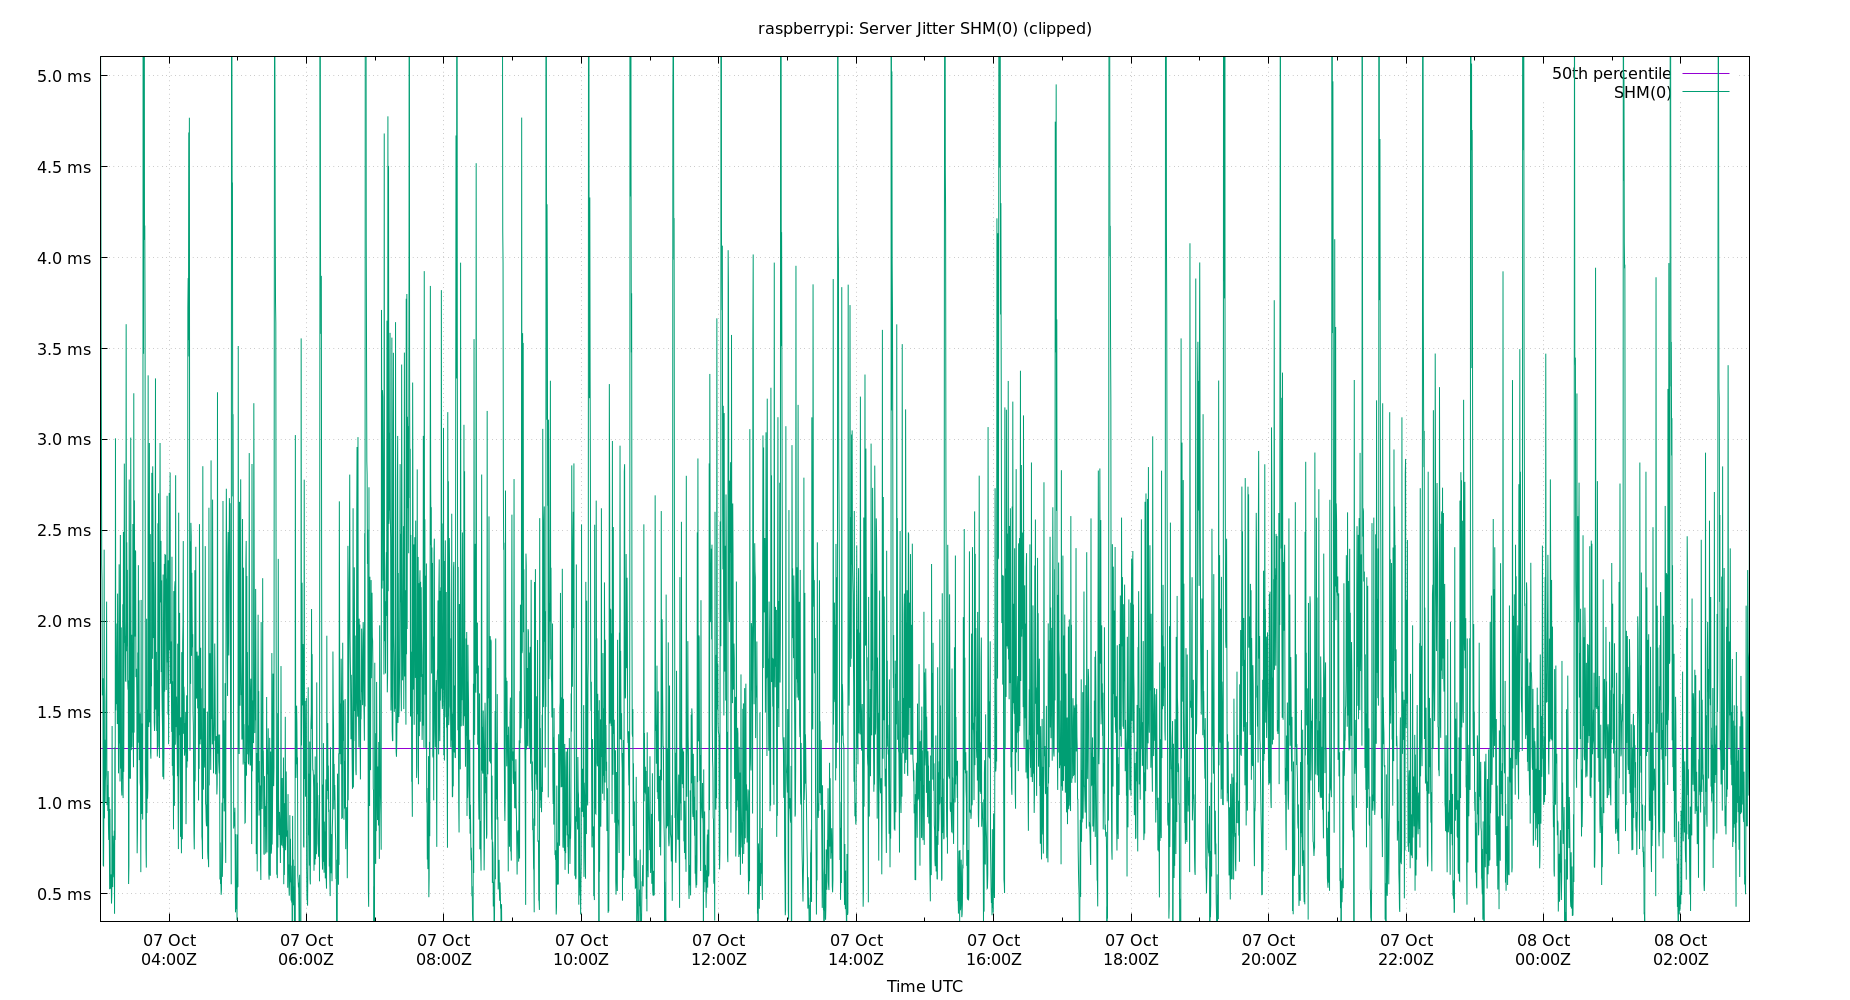 raspberrypi: Server Jitter SHM(0) (clipped)
50th percentile
SHM(0)
5.0 ms
4.5 ms
4.0 ms
3.5 ms
3.0 ms
2.5 ms
2.0 ms
1.5 ms
1.0 ms
0.5 ms
07 Oct 07 Oct 07 Oct 07 Oct 07 Oct 07 Oct 07 Oct 07 Oct 07 Oct 07 Oct 08 Oct 08 Oct
04:00Z 06:00Z 08:00Z 10:00Z 12:00Z 14:00Z 16:00Z 18:00Z 20:00Z 22:00Z 00:00Z 02:00Z
Time UTC